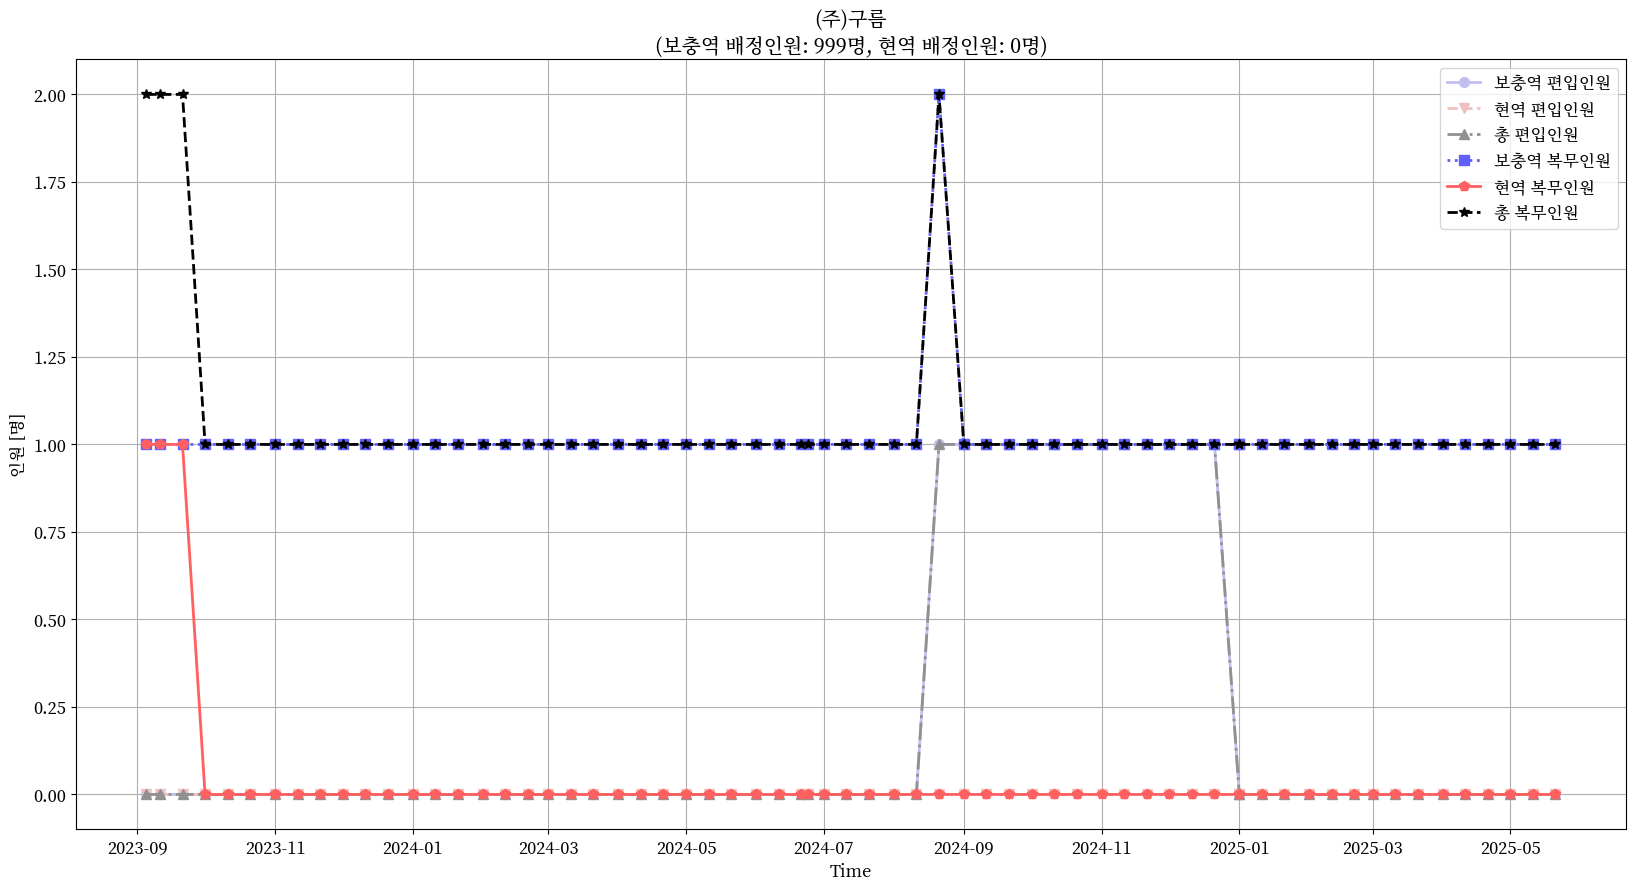 (주)구름
(보충역 배정인원: 999명, 현역 배정인원: 0명)
보충역 편입인원
현역 편입인원
총 편입인원
보충역 복무인원
현역 복무인원
총 복무인원
인원 [명]
2.00
1.75
1.50
1.25
1.00
0.75
0.50
0.25
0.00
2023-09 2023-11 2024-01 2024-03 2024-05 2024-07 2024-09 2024-11 2025-01 2025-03 2025-05
Time